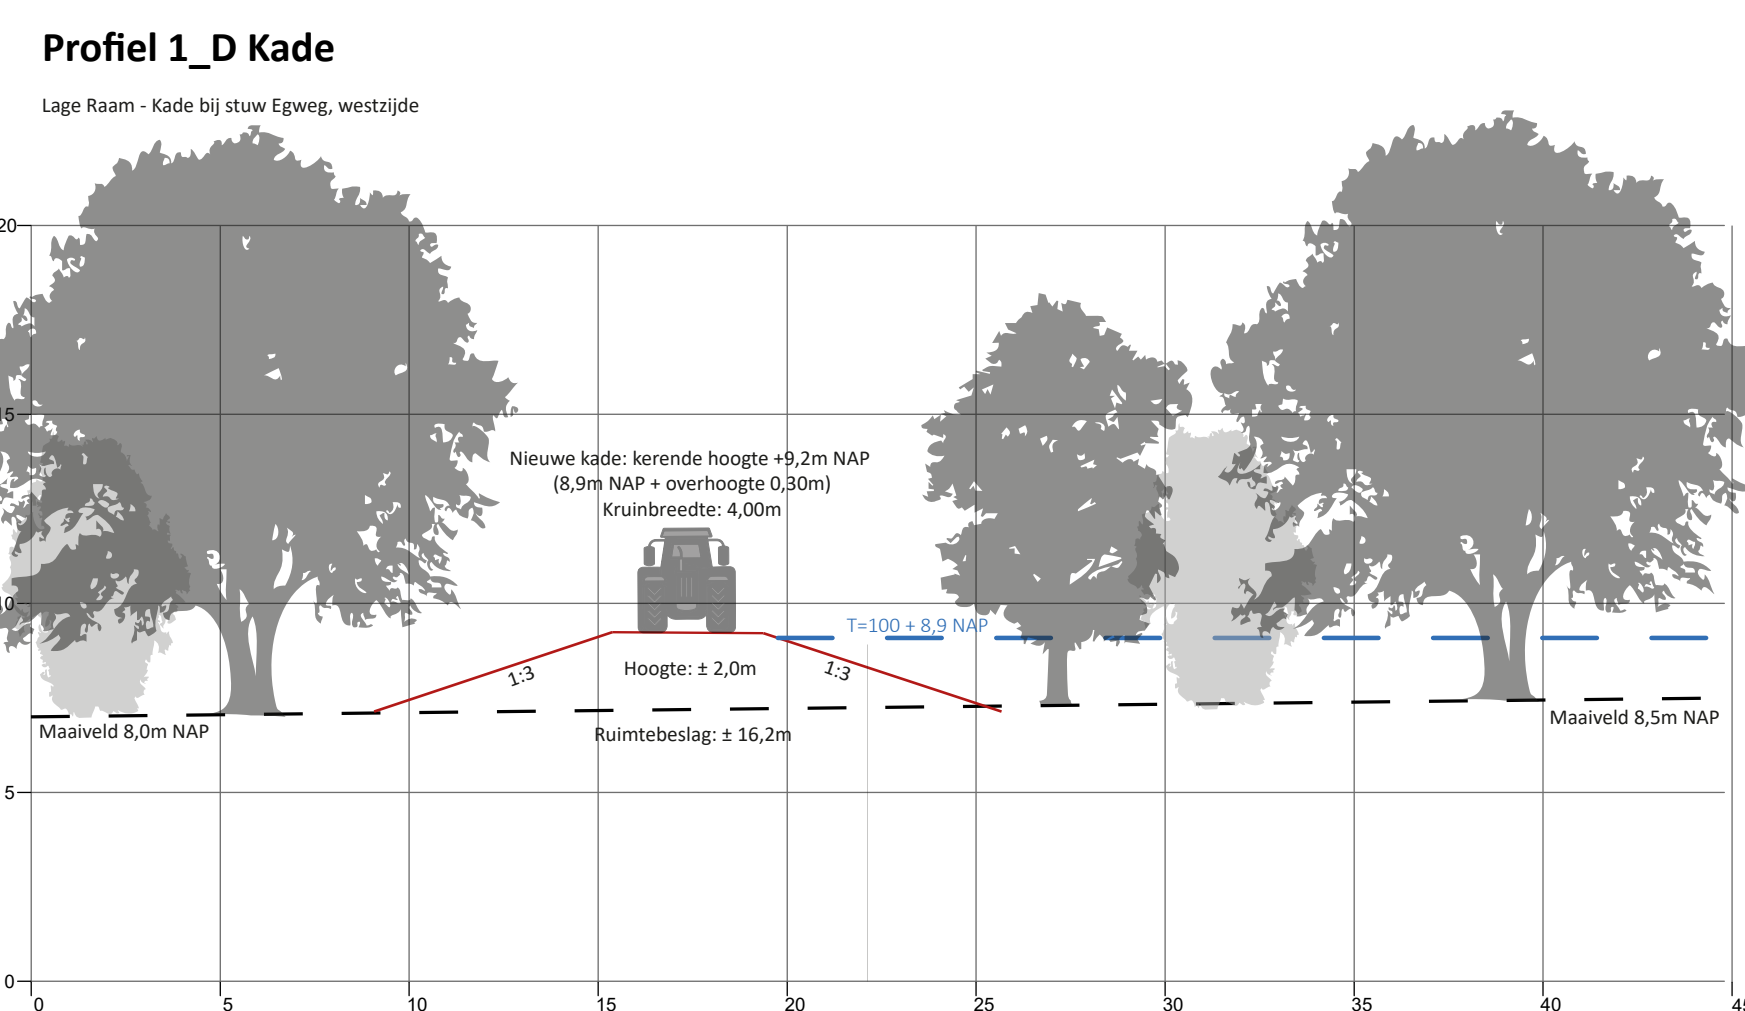 Profiel 1_D Kade
Lage Raam - Kade bij stuw Egweg, westzijde
20
15
Nieuwe kade: kerende hoogte +9,2m NAP
(8,9m NAP + overhoogte 0,30m)
Kruinbreedte: 4,00m
10
T=100 + 8,9 NAP
1:3
Hoogte: ± 2,0m
1:3
Maaiveld 8,0m NAP
Ruimtebeslag: ± 16,2m
Maaiveld 8,5m NAP
5
0
0 5 10 15 20 25 30 35 40 45